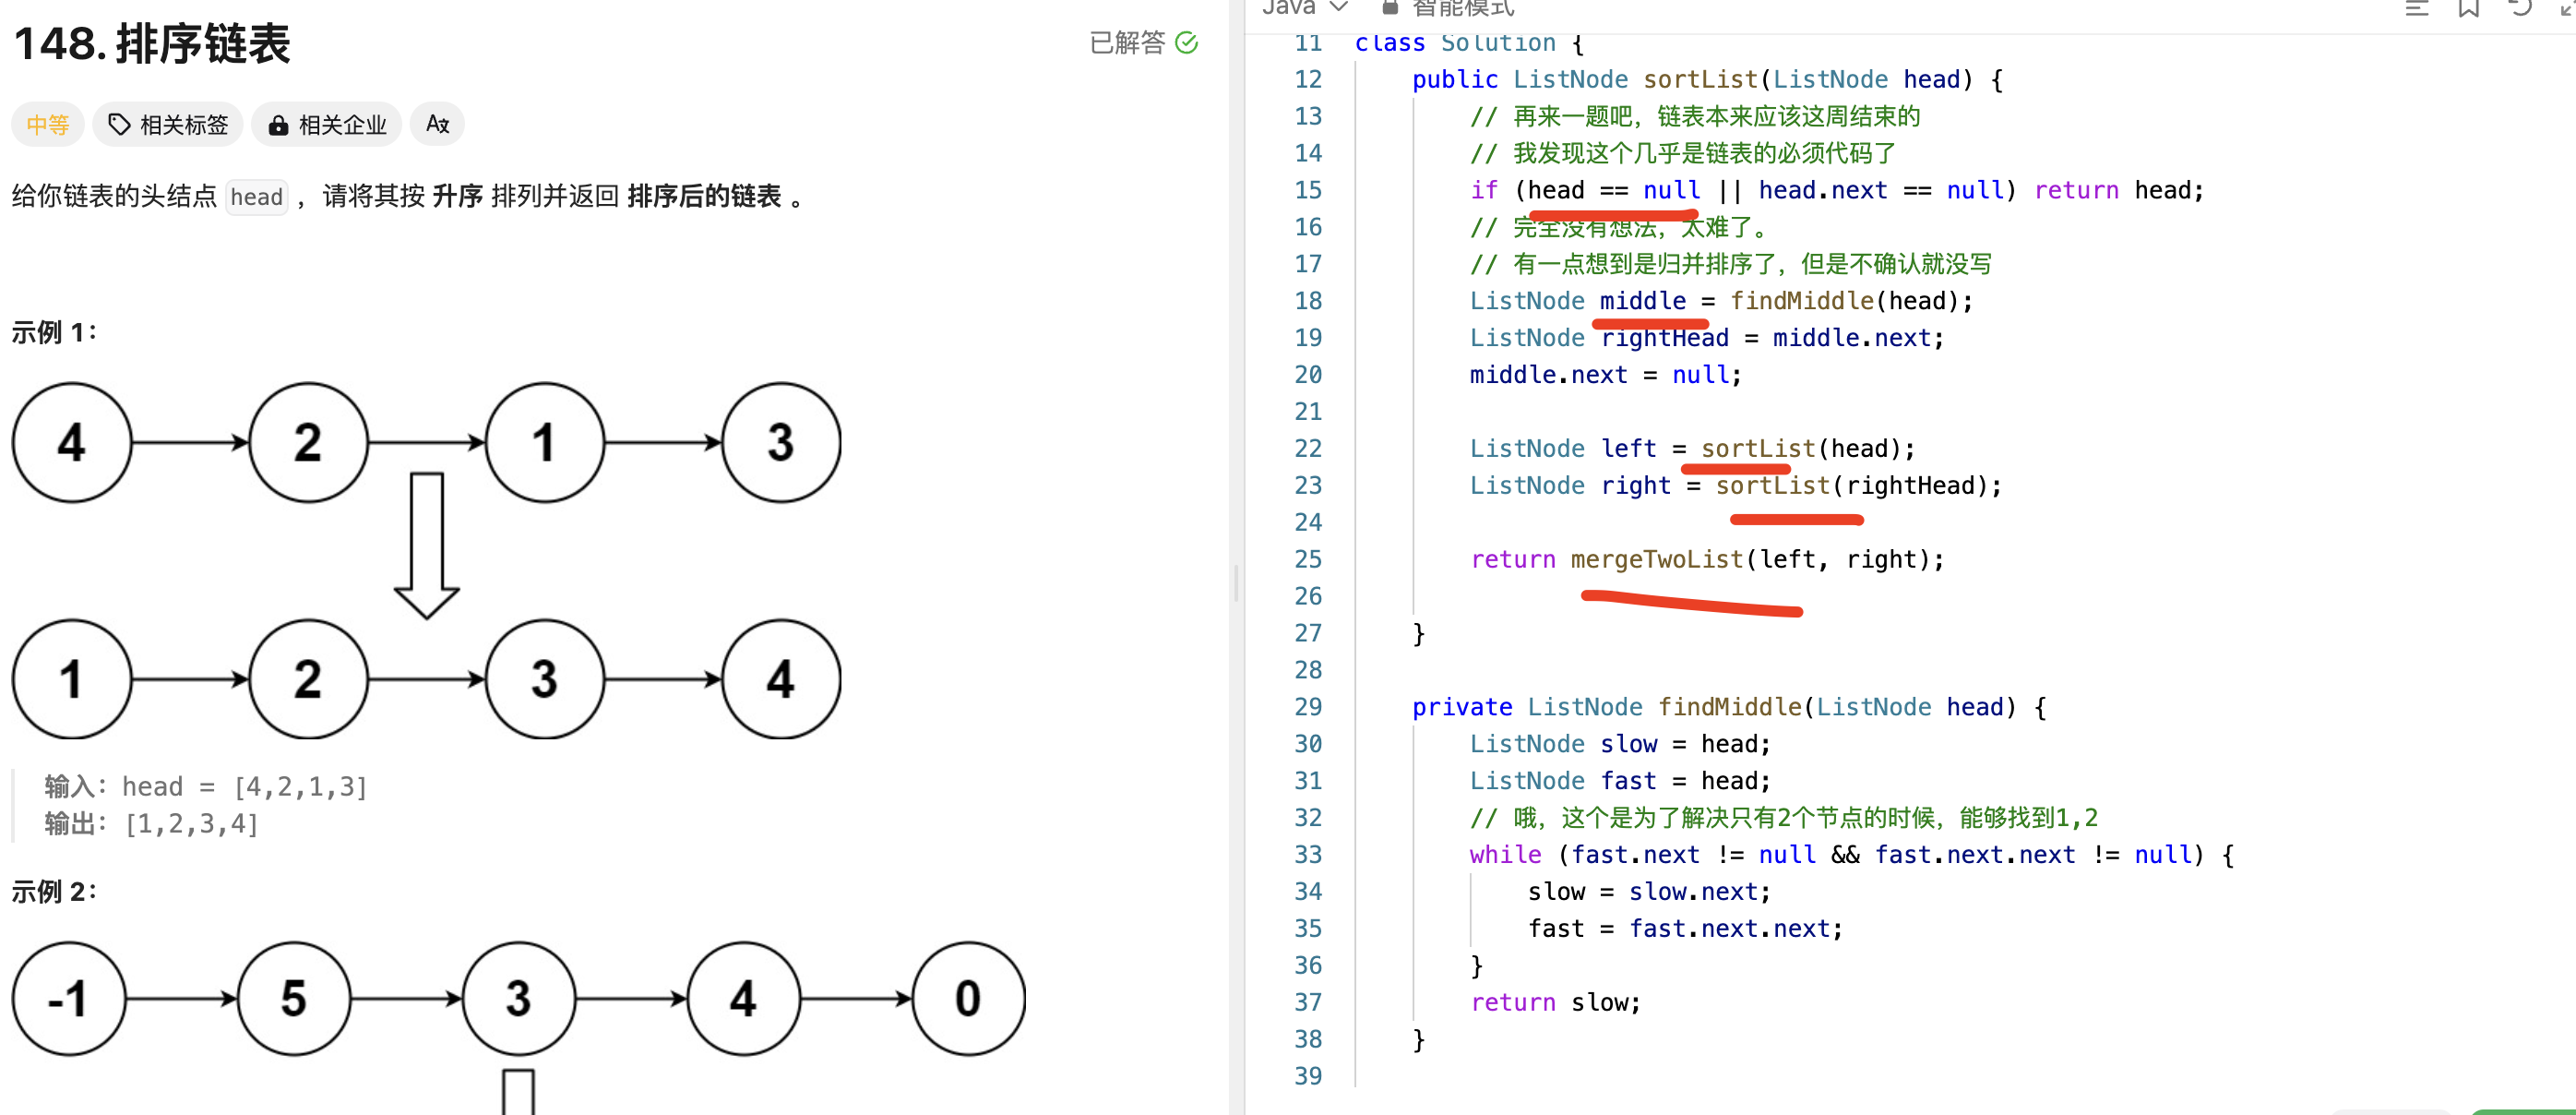 148. 排序链表
已解答
中等
相关标签
相关企业
给你链表的头结点 head ，请将其按 升序 排列并返回 排序后的链表 。
示例 1：
4 2 1 3
1 2 3 4
输入：head = [4,2,1,3]
输出：[1,2,3,4]
示例 2：
-1 5 3 4 0
Java 智能模式
11 class Solution {
12 public ListNode sortList(ListNode head) {
13 // 再来一题吧，链表本来应该这周结束的
14 // 我发现这个几乎是链表的必须代码了
15 if (head == null || head.next == null) return head;
16 // 完全没有想法，太难了。
17 // 有一点想到是归并排序了，但是不确认就没写
18 ListNode middle = findMiddle(head);
19 ListNode rightHead = middle.next;
20 middle.next = null;
21
22 ListNode left = sortList(head);
23 ListNode right = sortList(rightHead);
24
25 return mergeTwoList(left, right);
26
27 }
28
29 private ListNode findMiddle(ListNode head) {
30 ListNode slow = head;
31 ListNode fast = head;
32 // 哦，这个是为了解决只有2个节点的时候，能够找到1,2
33 while (fast.next != null && fast.next.next != null) {
34 slow = slow.next;
35 fast = fast.next.next;
36 }
37 return slow;
38 }
39